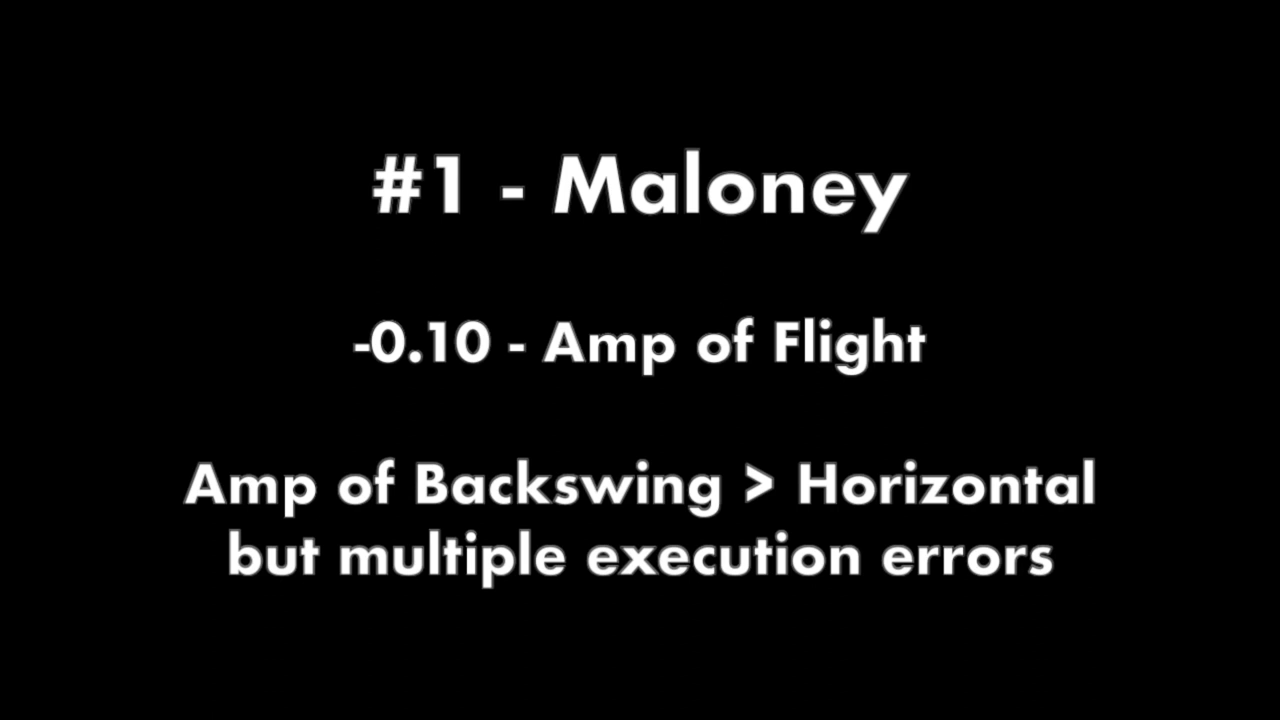 #1 - Maloney
-0.10 - Amp of Flight
Amp of Backswing > Horizontal
but multiple execution errors